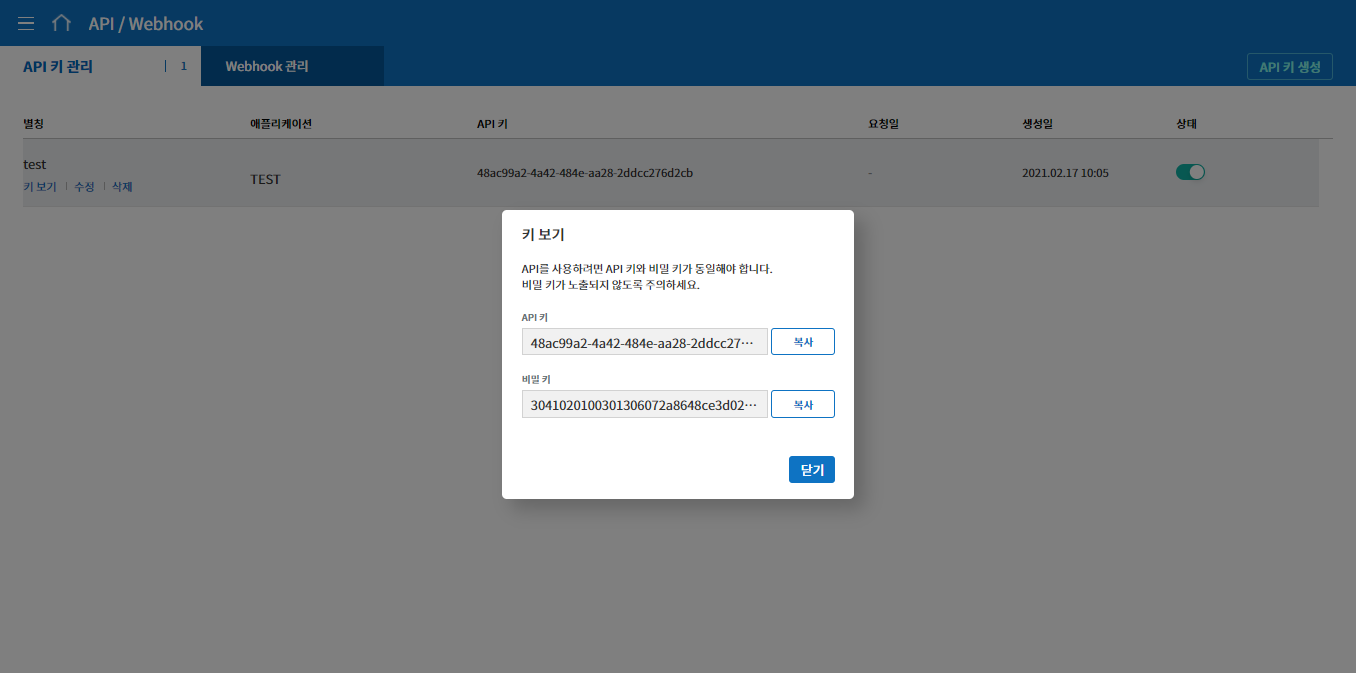 API / Webhook
API 키 관리 | 1
Webhook 관리
API 키 생성
별칭 애플리케이션 API 키 요청일 생성일 상태
test
키 보기 | 수정 | 삭제
TEST
48ac99a2-4a42-484e-aa28-2ddcc276d2cb
-
2021.02.17 10:05
키 보기
API를 사용하려면 API 키와 비밀 키가 동일해야 합니다.
비밀 키가 노출되지 않도록 주의하세요.
API 키
48ac99a2-4a42-484e-aa28-2ddcc27··· 복사
비밀 키
3041020100301306072a8648ce3d02··· 복사
닫기